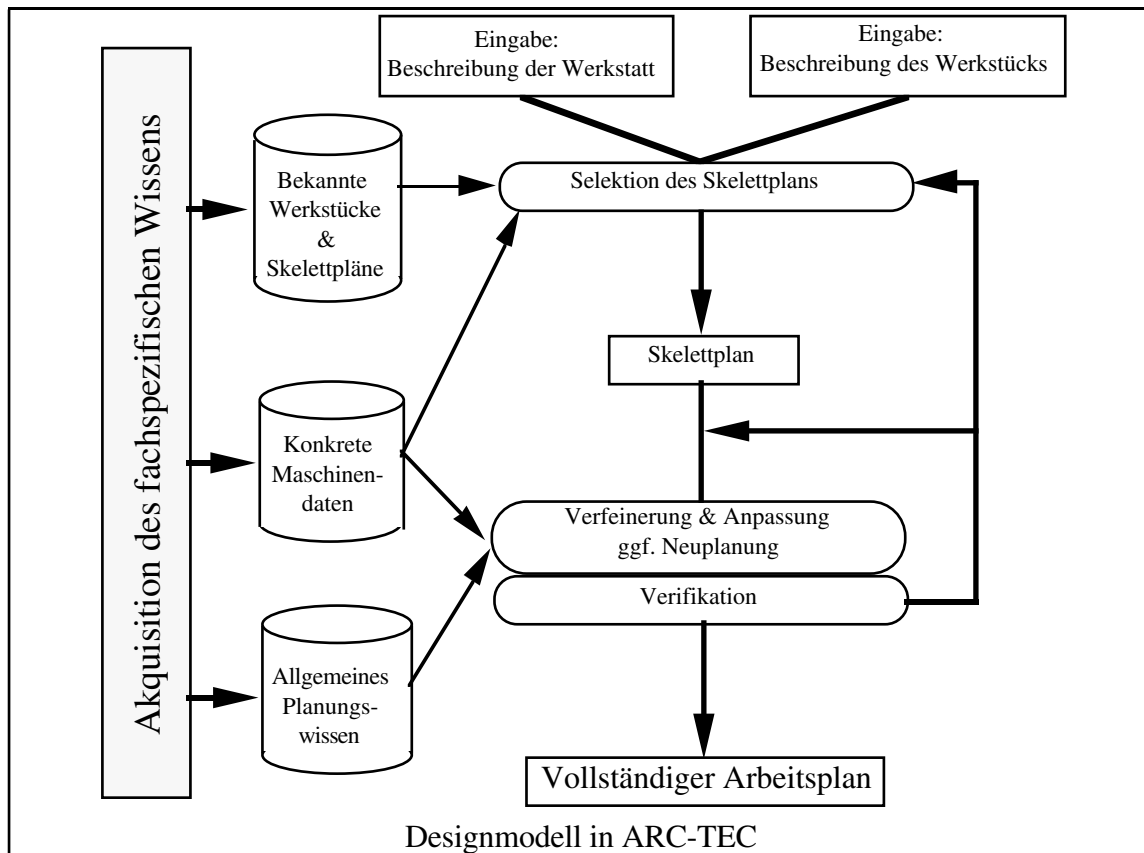 Eingabe:
Beschreibung der Werkstatt
Eingabe:
Beschreibung des Werkstücks
Akquisition des fachspezifischen Wissens
Bekannte
Werkstücke
&
Skelettpläne
Selektion des Skelettplans
Skelettplan
Konkrete
Maschinen-
daten
Verfeinerung & Anpassung
ggf. Neuplanung
Verifikation
Allgemeines
Planungs-
wissen
Vollständiger Arbeitsplan
Designmodell in ARC-TEC